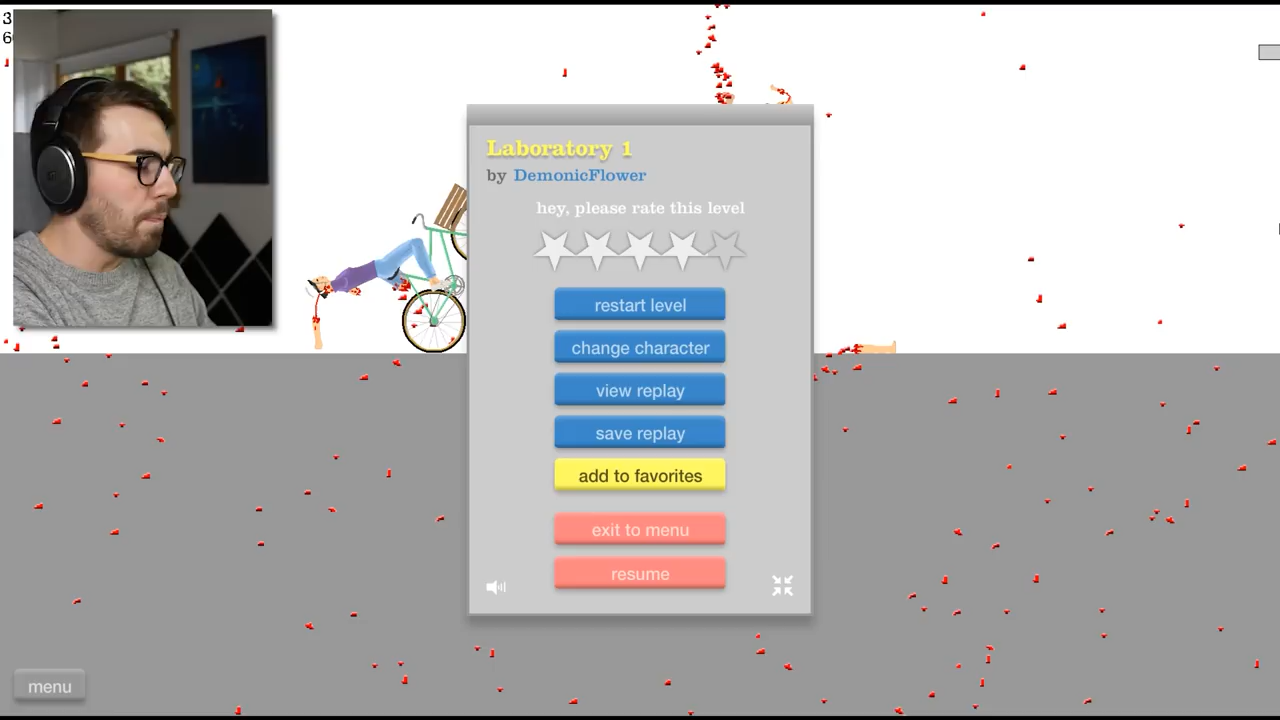 3
6
Laboratory 1
by DemonicFlower
hey, please rate this level
restart level
change character
view replay
save replay
add to favorites
exit to menu
resume
menu